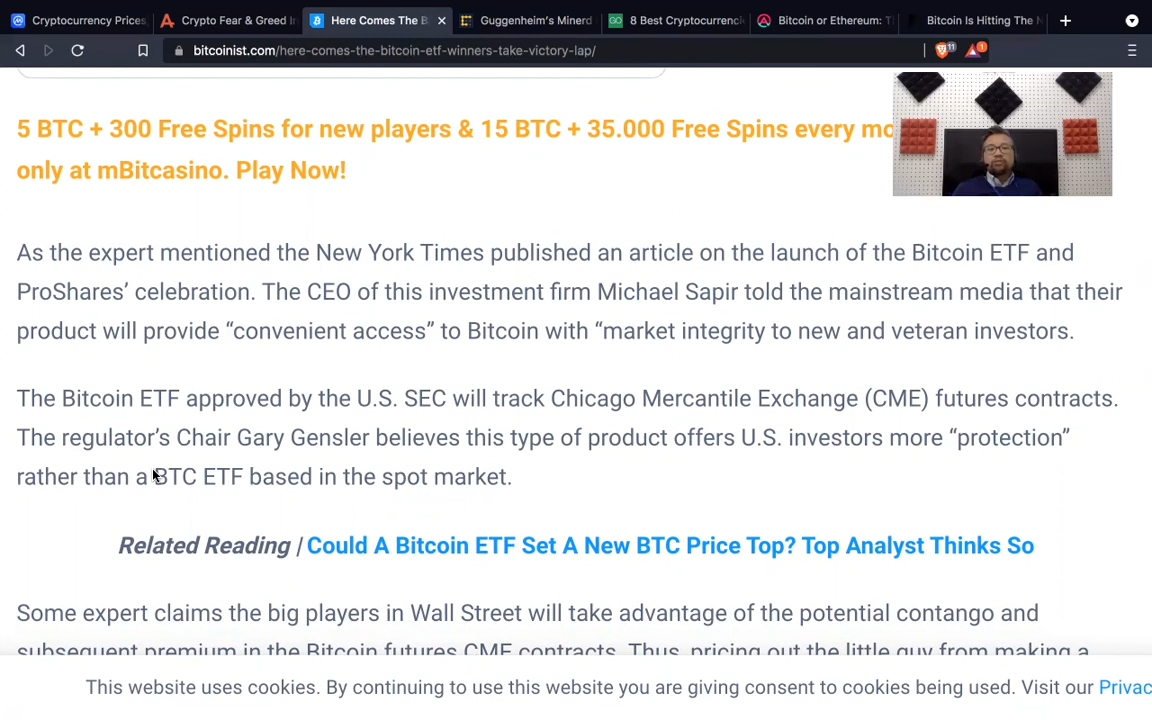 Cryptocurrency Prices,
Crypto Fear & Greed In
Here Comes The B
Guggenheim's Minerd
8 Best Cryptocurrenci
Bitcoin or Ethereum: T
Bitcoin Is Hitting The N
bitcoinist.com/here-comes-the-bitcoin-etf-winners-take-victory-lap/
11
1
5 BTC + 300 Free Spins for new players & 15 BTC + 35.000 Free Spins every mo
only at mBitcasino. Play Now!
As the expert mentioned the New York Times published an article on the launch of the Bitcoin ETF and
ProShares' celebration. The CEO of this investment firm Michael Sapir told the mainstream media that their
product will provide “convenient access” to Bitcoin with “market integrity to new and veteran investors.
The Bitcoin ETF approved by the U.S. SEC will track Chicago Mercantile Exchange (CME) futures contracts.
The regulator's Chair Gary Gensler believes this type of product offers U.S. investors more “protection”
rather than a BTC ETF based in the spot market.
Related Reading | Could A Bitcoin ETF Set A New BTC Price Top? Top Analyst Thinks So
Some expert claims the big players in Wall Street will take advantage of the potential contango and
subsequent premium in the Bitcoin futures CME contracts. Thus, pricing out the little guy from making a
This website uses cookies. By continuing to use this website you are giving consent to cookies being used. Visit our Privac